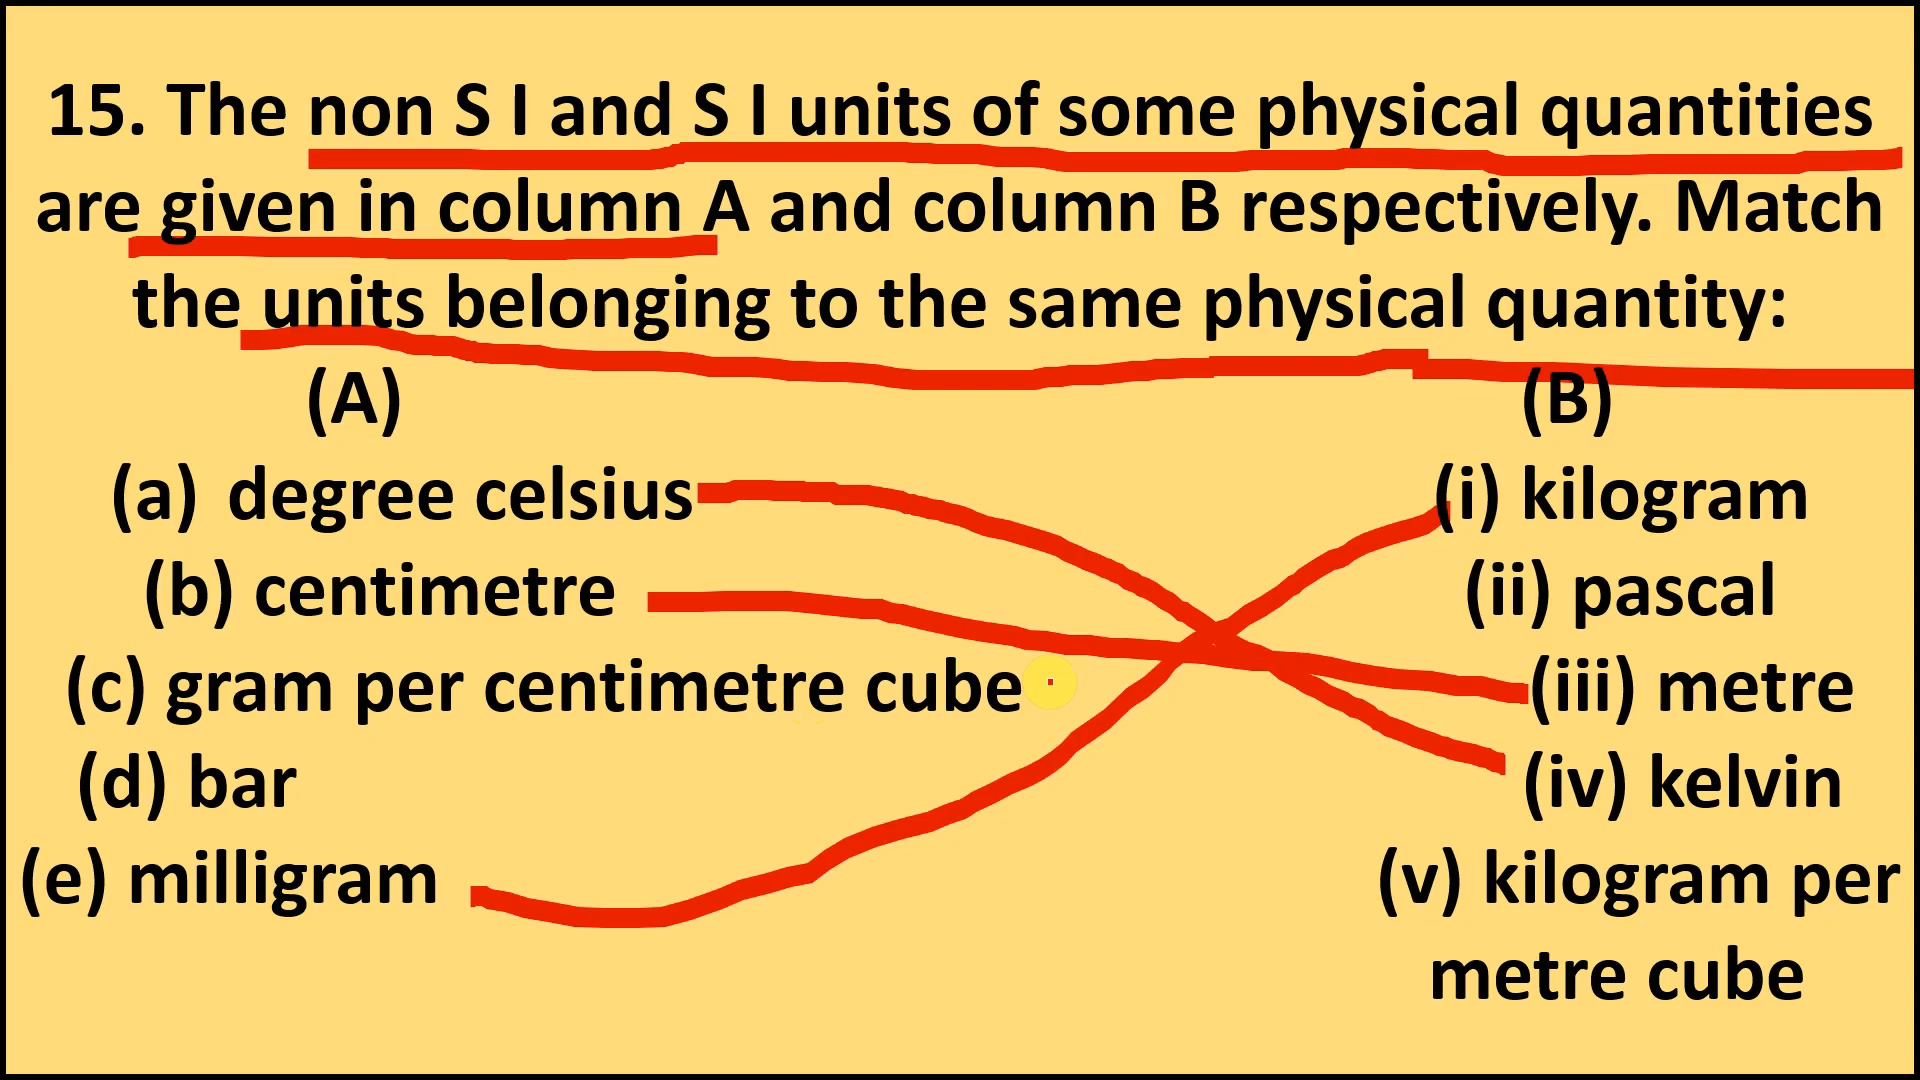 15. The non S I and S I units of some physical quantities
are given in column A and column B respectively. Match
the units belonging to the same physical quantity:
(A) (B)
(a) degree celsius (i) kilogram
(b) centimetre (ii) pascal
(c) gram per centimetre cube (iii) metre
(d) bar (iv) kelvin
(e) milligram (v) kilogram per
metre cube